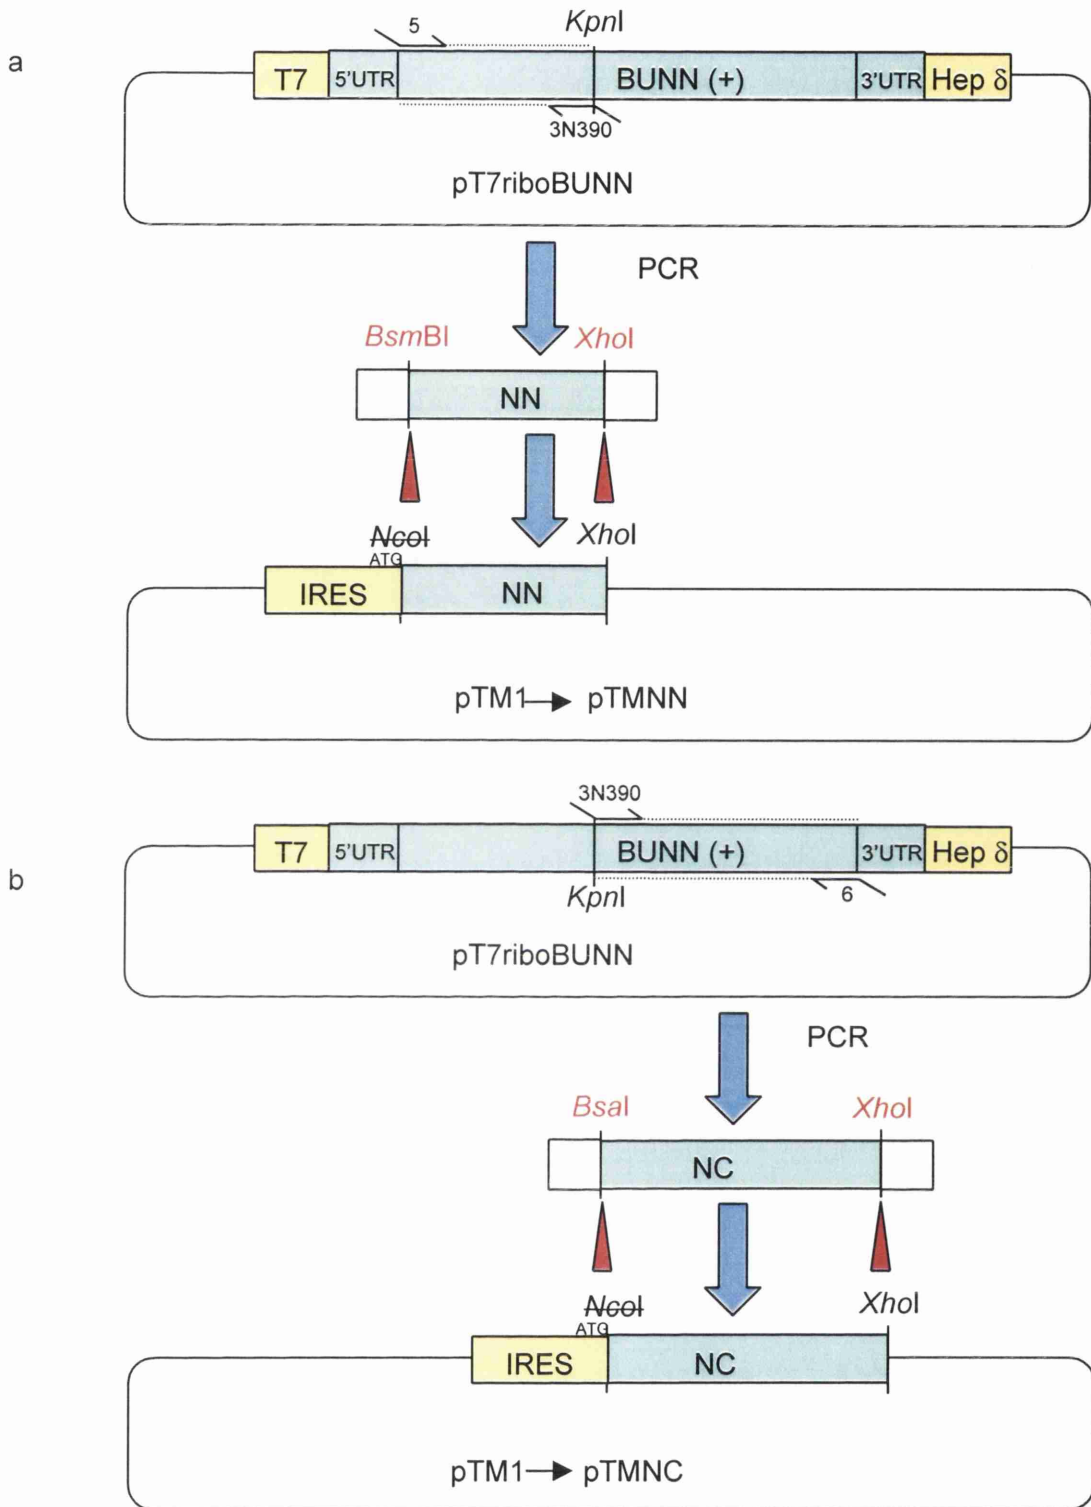 a
5
KpnI
T7 5'UTR BUNN (+) 3'UTR Hep δ
3N390
pT7riboBUNN
PCR
BsmBI XhoI
NN
NcoI XhoI
ATG
IRES NN
pTM1 → pTMNN
b
3N390
T7 5'UTR BUNN (+) 3'UTR Hep δ
KpnI 6
pT7riboBUNN
PCR
BsaI XhoI
NC
NcoI XhoI
ATG
IRES NC
pTM1 → pTMNC